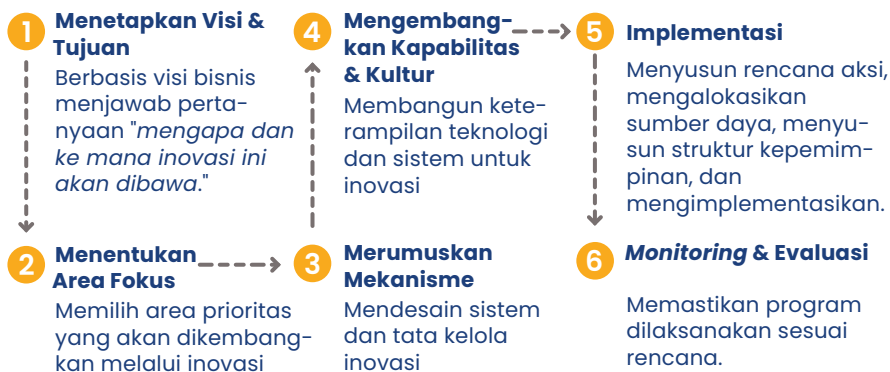 1
Menetapkan Visi &
Tujuan
Berbasis visi bisnis
menjawab perta-
nyaan "mengapa dan
ke mana inovasi ini
akan dibawa."
2
Menentukan
Area Fokus
Memilih area prioritas
yang akan dikembang-
kan melalui inovasi
3
Merumuskan
Mekanisme
Mendesain sistem
dan tata kelola
inovasi
4
Mengembang-
kan Kapabilitas
& Kultur
Membangun kete-
rampilan teknologi
dan sistem untuk
inovasi
5
Implementasi
Menyusun rencana aksi,
mengalokasikan
sumber daya, menyu-
sun struktur kepemim-
pinan, dan
mengimplementasikan.
6
Monitoring & Evaluasi
Memastikan program
dilaksanakan sesuai
rencana.